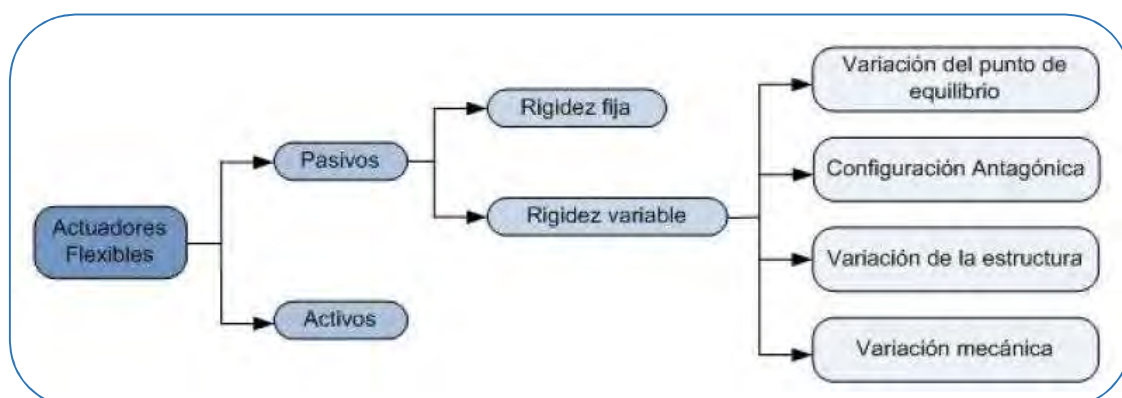 Actuadores
Flexibles
Pasivos
Activos
Rigidez fija
Rigidez variable
Variación del punto de
equilibrio
Configuración Antagónica
Variación de la estructura
Variación mecánica